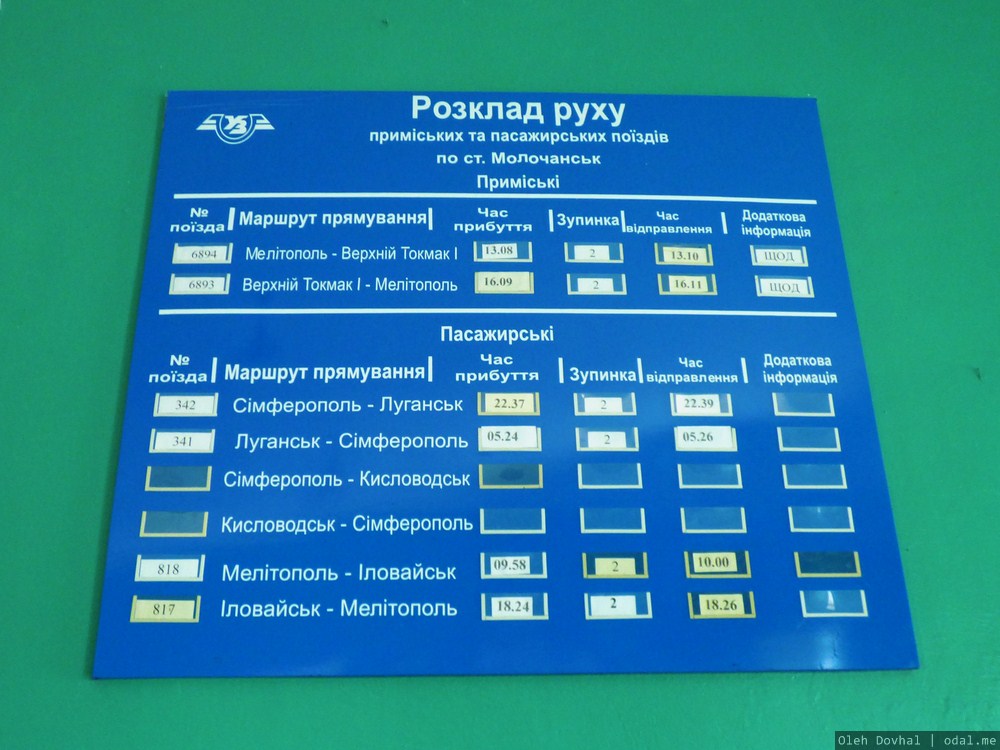 УЗ
Розклад руху
приміських та пасажирських поїздів
по ст. Молочанськ
Приміські
№ поїзда | Маршрут прямування | Час прибуття | Зупинка | Час відправлення | Додаткова інформація
6894 Мелітополь - Верхній Токмак І 13.08 2 13.10 ЩОД
6893 Верхній Токмак І - Мелітополь 16.09 2 16.11 ЩОД
Пасажирські
№ поїзда | Маршрут прямування | Час прибуття | Зупинка | Час відправлення | Додаткова інформація
342 Сімферополь - Луганськ 22.37 2 22.39
341 Луганськ - Сімферополь 05.24 2 05.26
Сімферополь - Кисловодськ
Кисловодськ - Сімферополь
818 Мелітополь - Іловайськ 09.58 2 10.00
817 Іловайськ - Мелітополь 18.24 2 18.26
Oleh Dovhal | odal.me